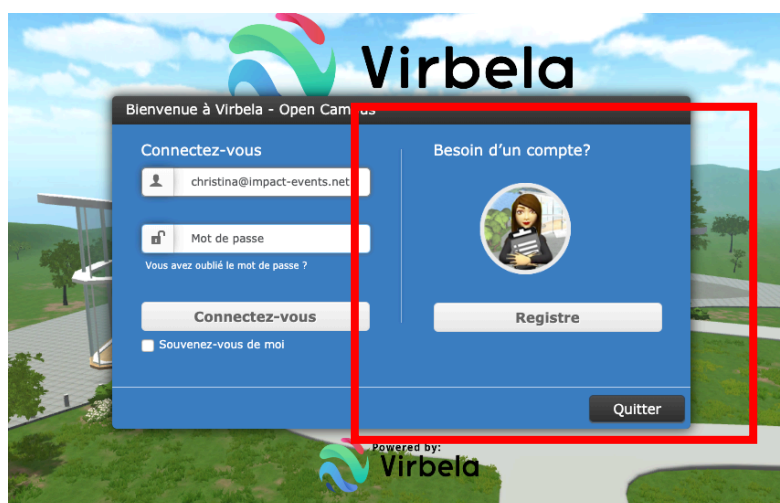 Virbela
Bienvenue à Virbela - Open Campus
Connectez-vous
christina@impact-events.net
Mot de passe
Vous avez oublié le mot de passe ?
Connectez-vous
Souvenez-vous de moi
Besoin d'un compte?
Registre
Quitter
Powered by:
Virbela